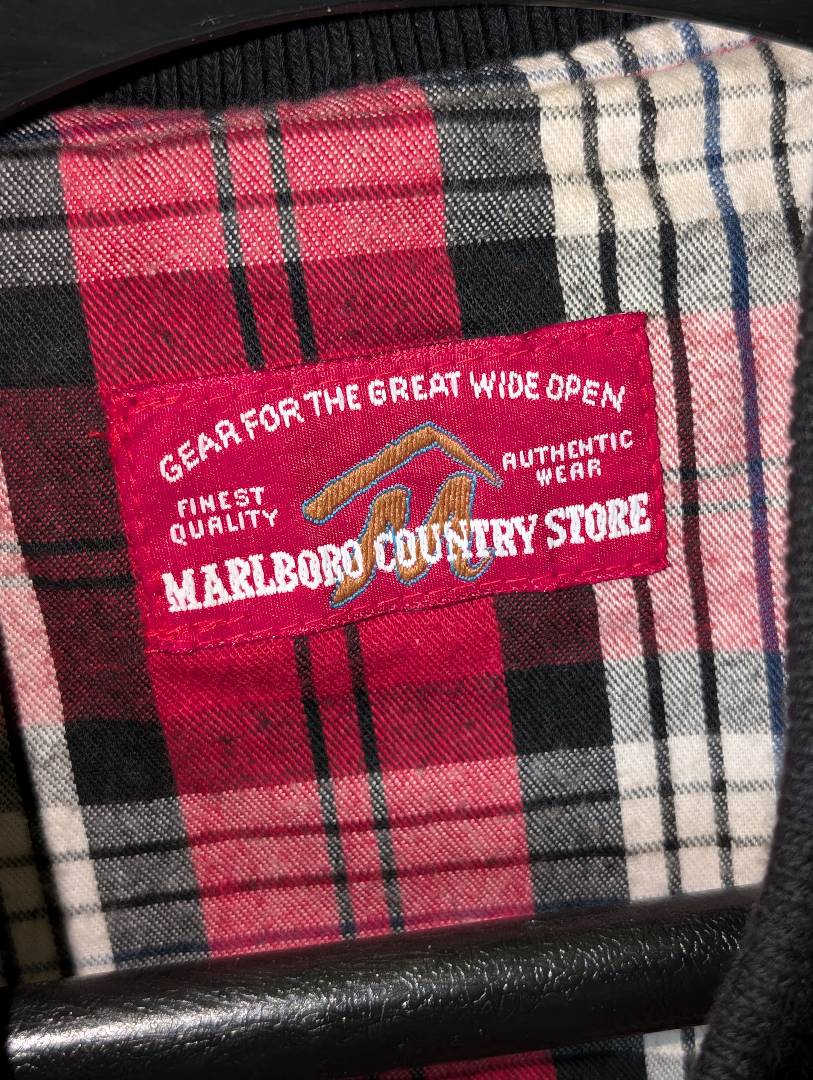 GEAR FOR THE GREAT WIDE OPEN
FINEST
QUALITY
AUTHENTIC
WEAR
M
MARLBORO COUNTRY STORE